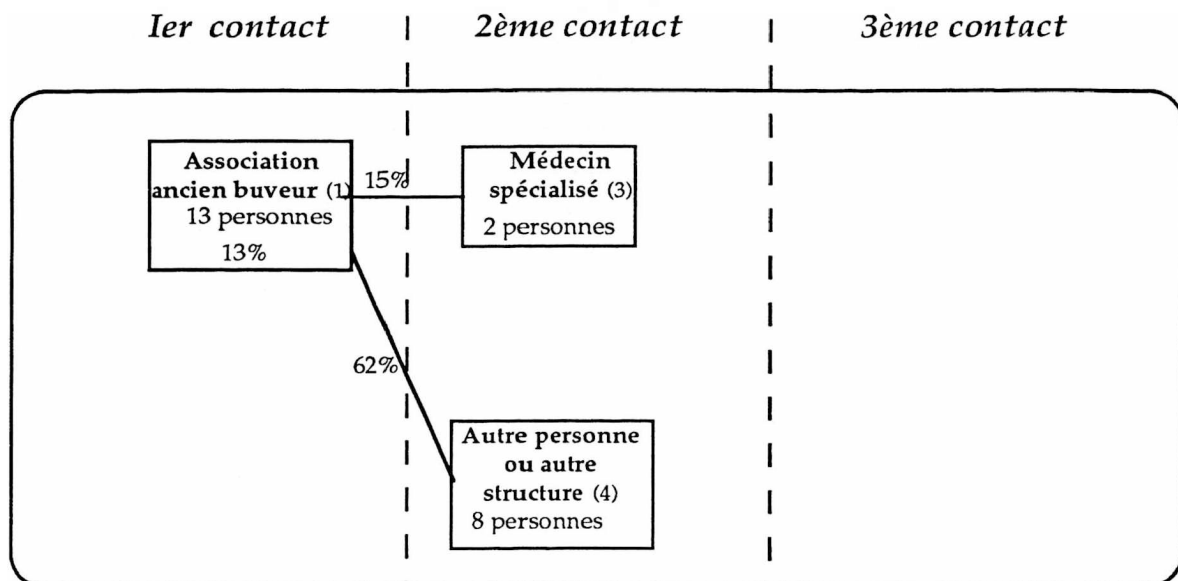 Ier contact
2ème contact
3ème contact
Association
ancien buveur (1)
13 personnes
13%
15%
Médecin
spécialisé (3)
2 personnes
62%
Autre personne
ou autre
structure (4)
8 personnes